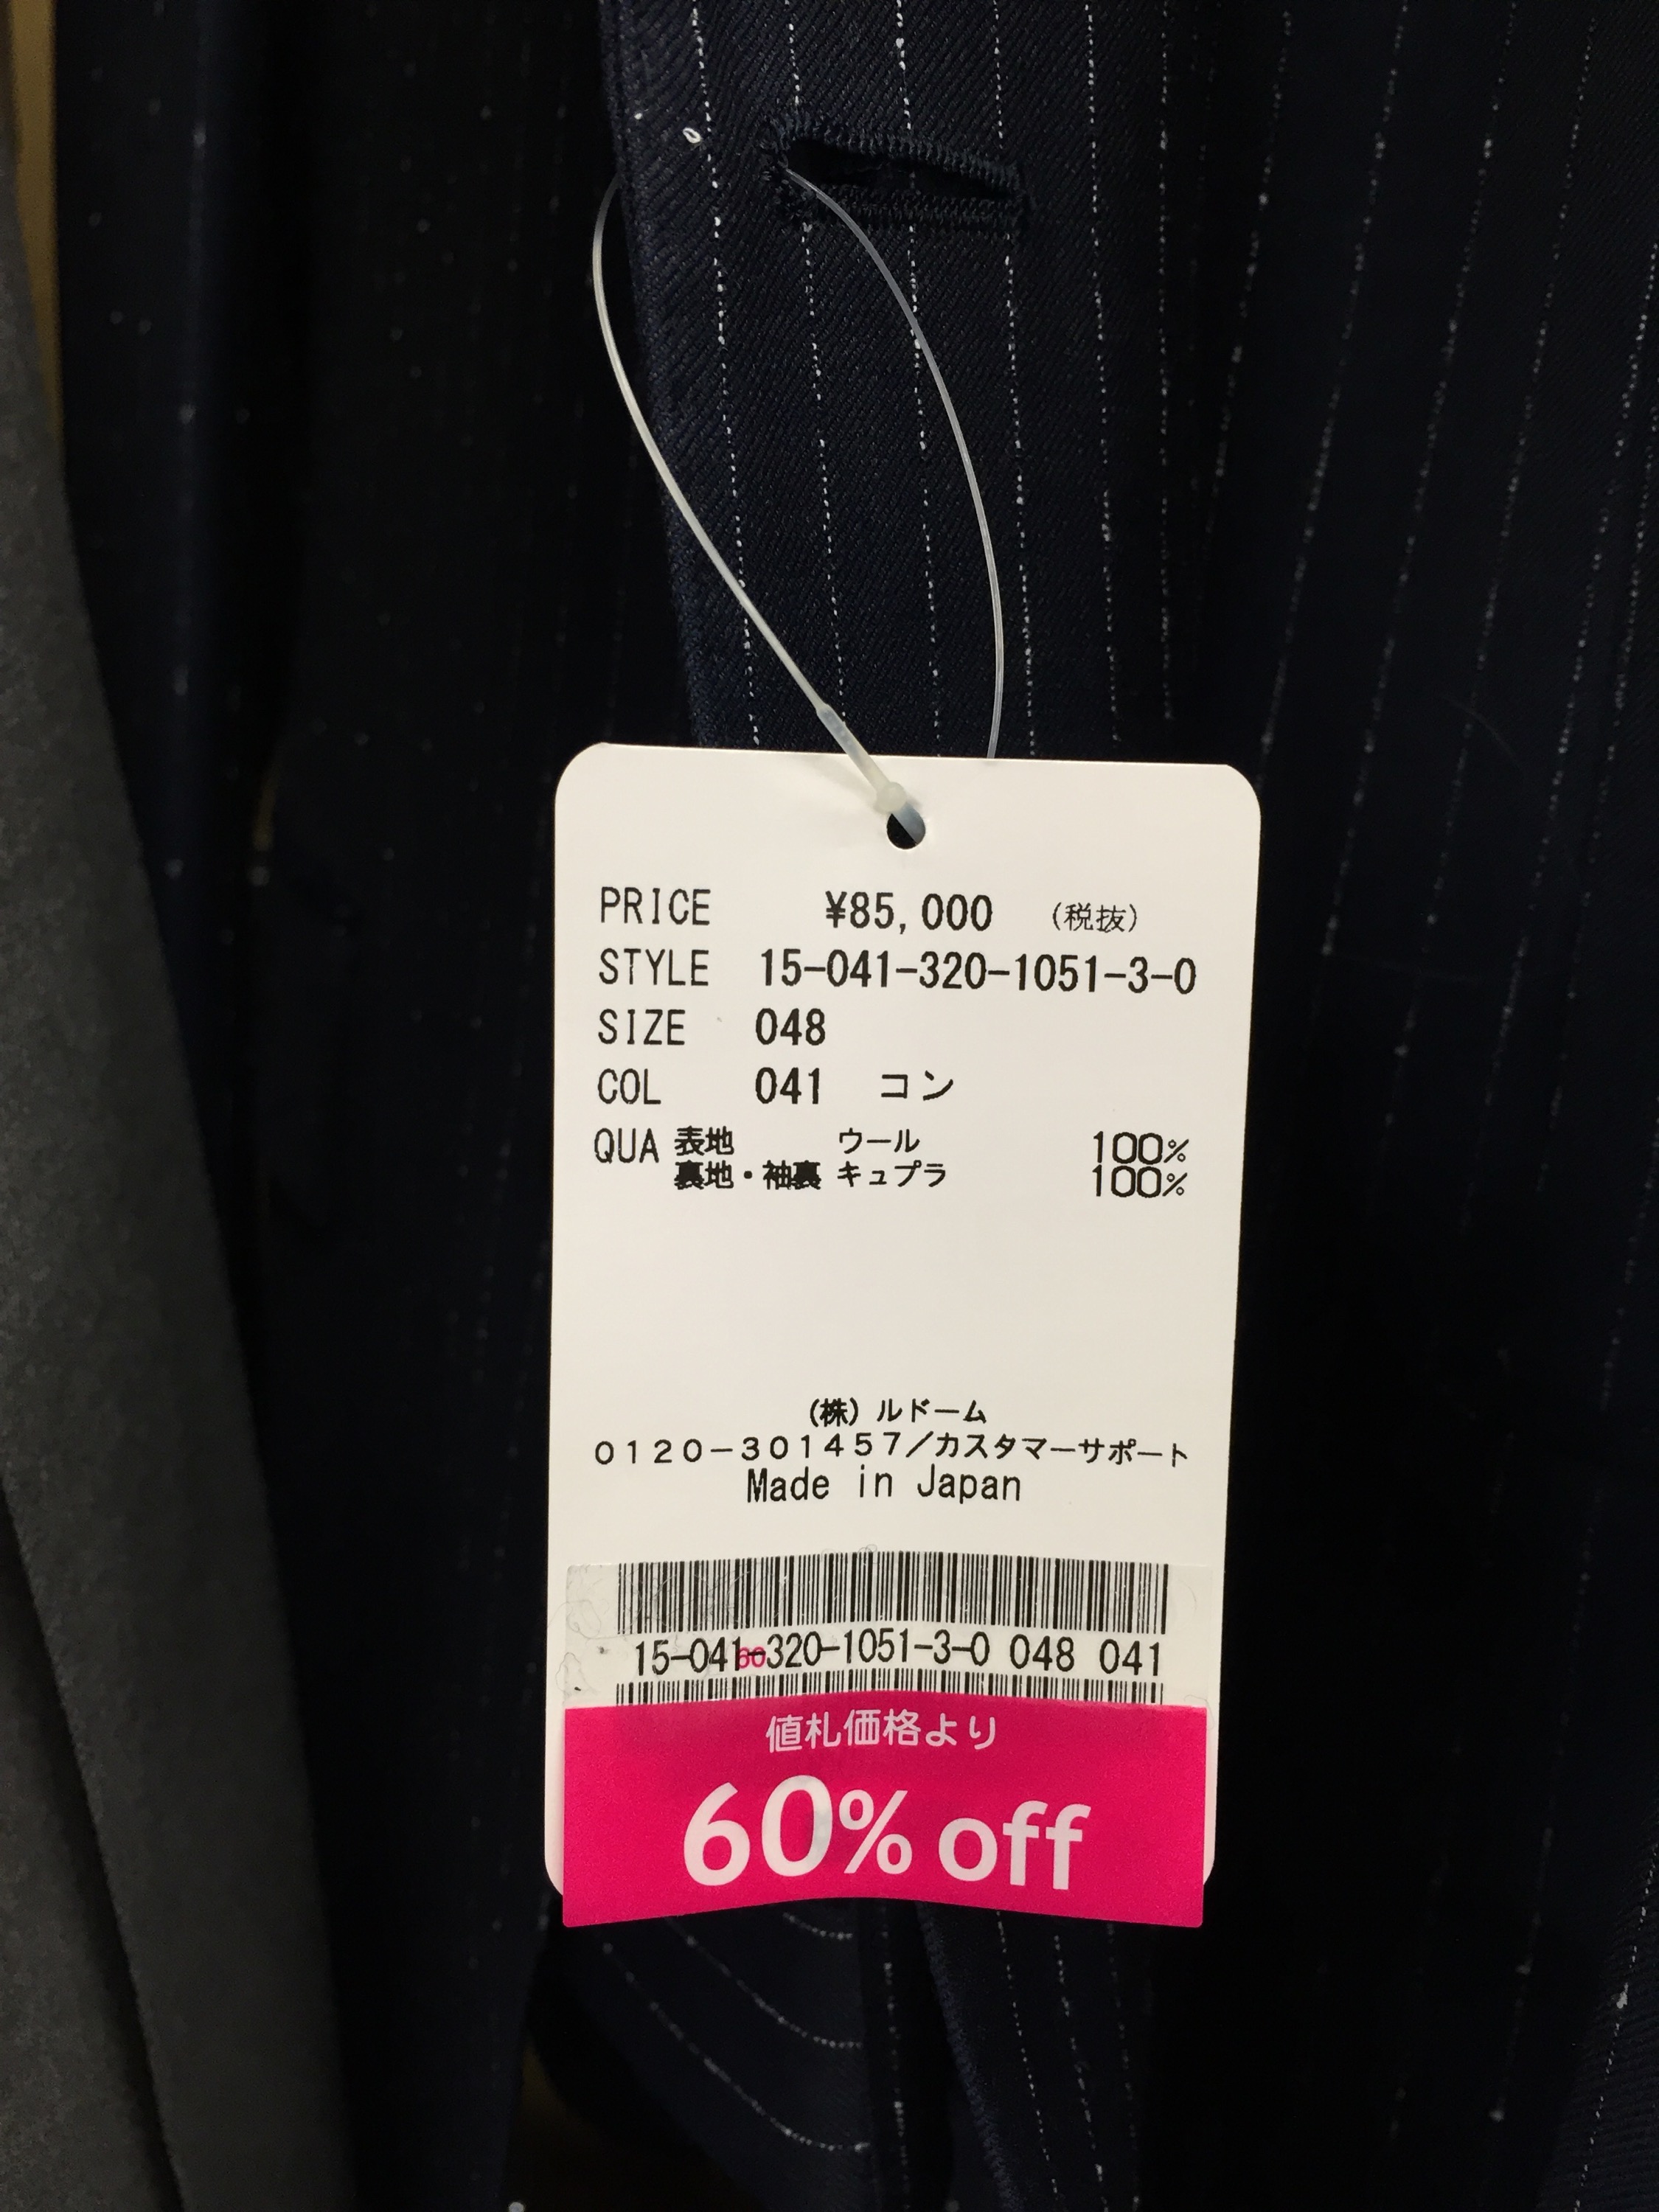 PRICE ¥85,000 (税抜)
STYLE 15-041-320-1051-3-0
SIZE 048
COL 041 コン
QUA 表地 ウール 100%
裏地・袖裏 キュプラ 100%
(株) ルドーム
0120-301457/カスタマーサポート
Made in Japan
15-041-320-1051-3-0 048 041
60
値札価格より
60% off